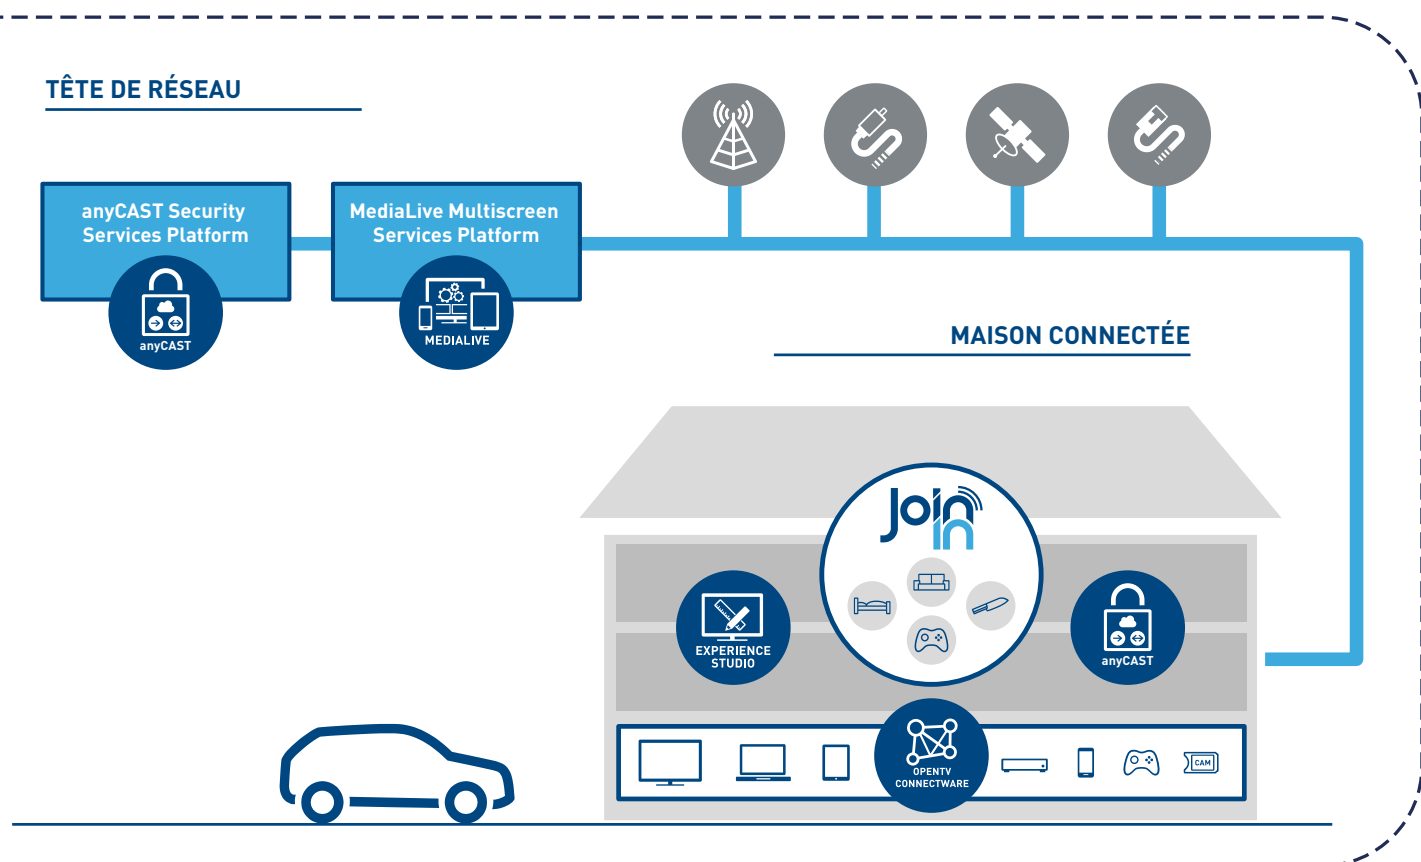 TÊTE DE RÉSEAU
anyCAST Security
Services Platform
anyCAST
MediaLive Multiscreen
Services Platform
MEDIALIVE
MAISON CONNECTÉE
Join
in
EXPERIENCE
STUDIO
anyCAST
OPENTV
CONNECTWARE
CAM